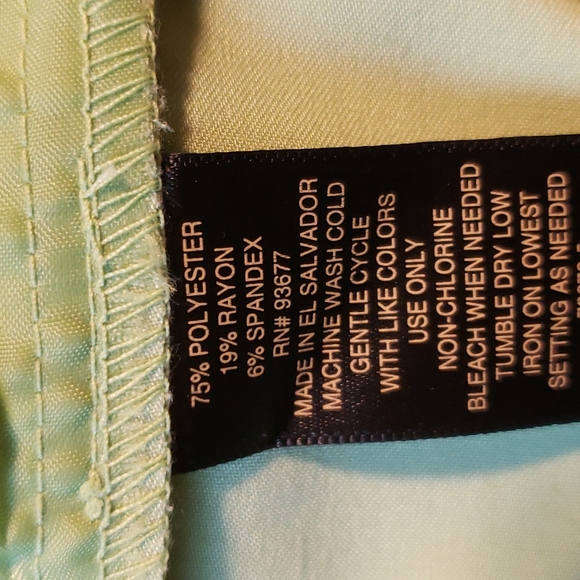 75% POLYESTER
19% RAYON
6% SPANDEX
RN# 93677
MADE IN EL SALVADOR
MACHINE WASH COLD
GENTLE CYCLE
WITH LIKE COLORS
USE ONLY
NON-CHLORINE
BLEACH WHEN NEEDED
TUMBLE DRY LOW
IRON ON LOWEST
SETTING AS NEEDED